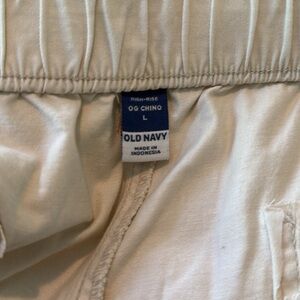 HIGH-RISE
OG CHINO
L
OLD NAVY
MADE IN
INDONESIA